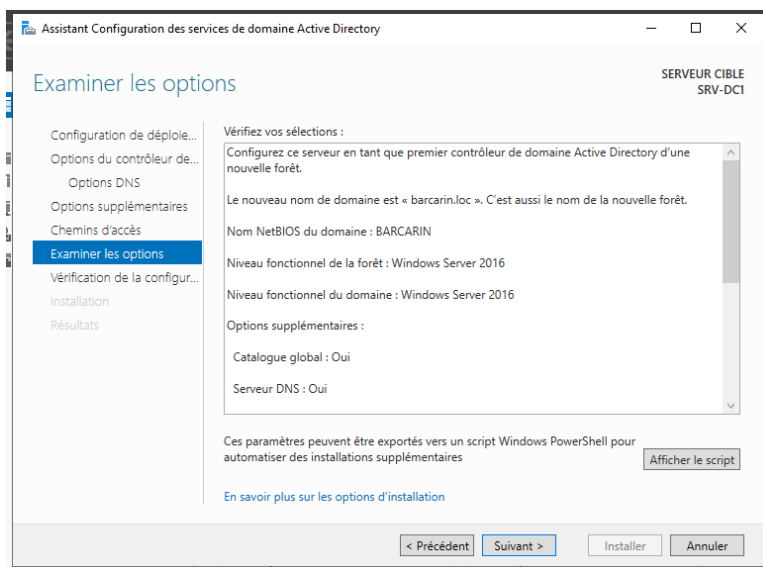 Assistant Configuration des services de domaine Active Directory
Examiner les options
SERVEUR CIBLE
SRV-DC1
Configuration de déploie...
Options du contrôleur de...
Options DNS
Options supplémentaires
Chemins d'accès
Examiner les options
Vérification de la configur...
Installation
Résultats
Vérifiez vos sélections :
Configurez ce serveur en tant que premier contrôleur de domaine Active Directory d'une
nouvelle forêt.
Le nouveau nom de domaine est « barcarin.loc ». C'est aussi le nom de la nouvelle forêt.
Nom NetBIOS du domaine : BARCARIN
Niveau fonctionnel de la forêt : Windows Server 2016
Niveau fonctionnel du domaine : Windows Server 2016
Options supplémentaires :
Catalogue global : Oui
Serveur DNS : Oui
Ces paramètres peuvent être exportés vers un script Windows PowerShell pour
automatiser des installations supplémentaires
Afficher le script
En savoir plus sur les options d'installation
< Précédent
Suivant >
Installer
Annuler